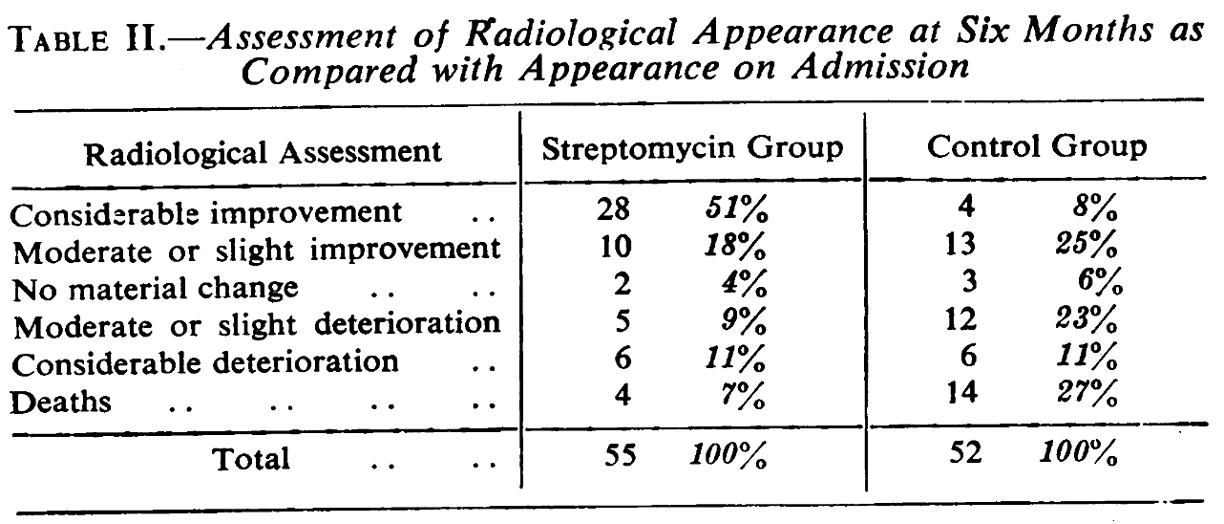 TABLE II.—Assessment of Radiological Appearance at Six Months as
Compared with Appearance on Admission
Radiological Assessment Streptomycin Group Control Group
Considerable improvement .. 28 51% 4 8%
Moderate or slight improvement 10 18% 13 25%
No material change .. .. 2 4% 3 6%
Moderate or slight deterioration 5 9% 12 23%
Considerable deterioration .. 6 11% 6 11%
Deaths .. .. .. .. 4 7% 14 27%
Total .. .. 55 100% 52 100%